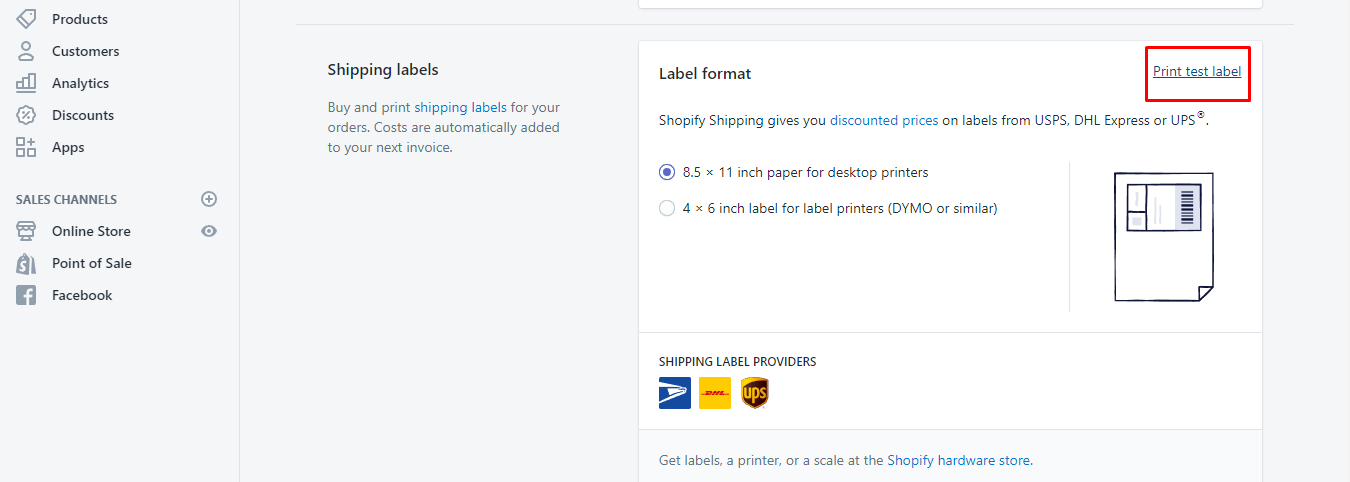 Products
Customers
Analytics
Discounts
Apps
SALES CHANNELS
Online Store
Point of Sale
Facebook
Shipping labels
Buy and print shipping labels for your
orders. Costs are automatically added
to your next invoice.
Label format
Print test label
Shopify Shipping gives you discounted prices on labels from USPS, DHL Express or UPS®.
8.5 × 11 inch paper for desktop printers
4 × 6 inch label for label printers (DYMO or similar)
SHIPPING LABEL PROVIDERS
DHL
ups
Get labels, a printer, or a scale at the Shopify hardware store.